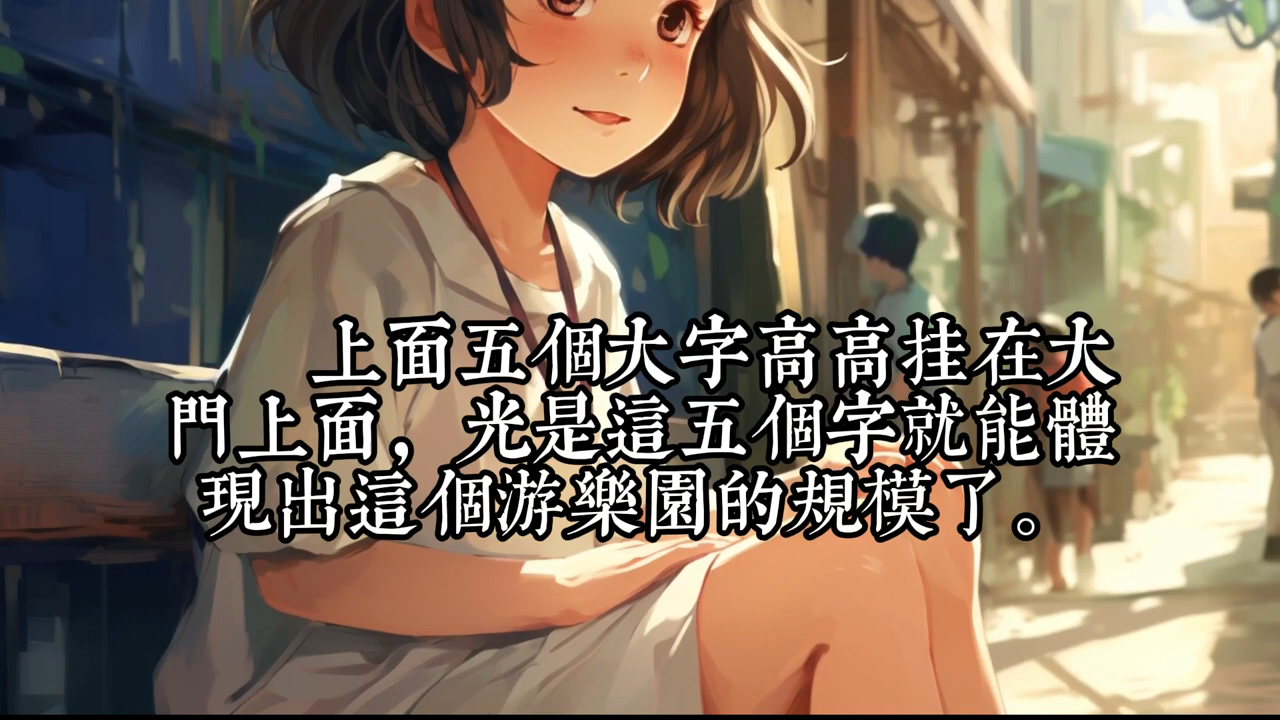 上面五個大字高高挂在大
門上面，光是這五個字就能體
現出這個游樂園的規模了。